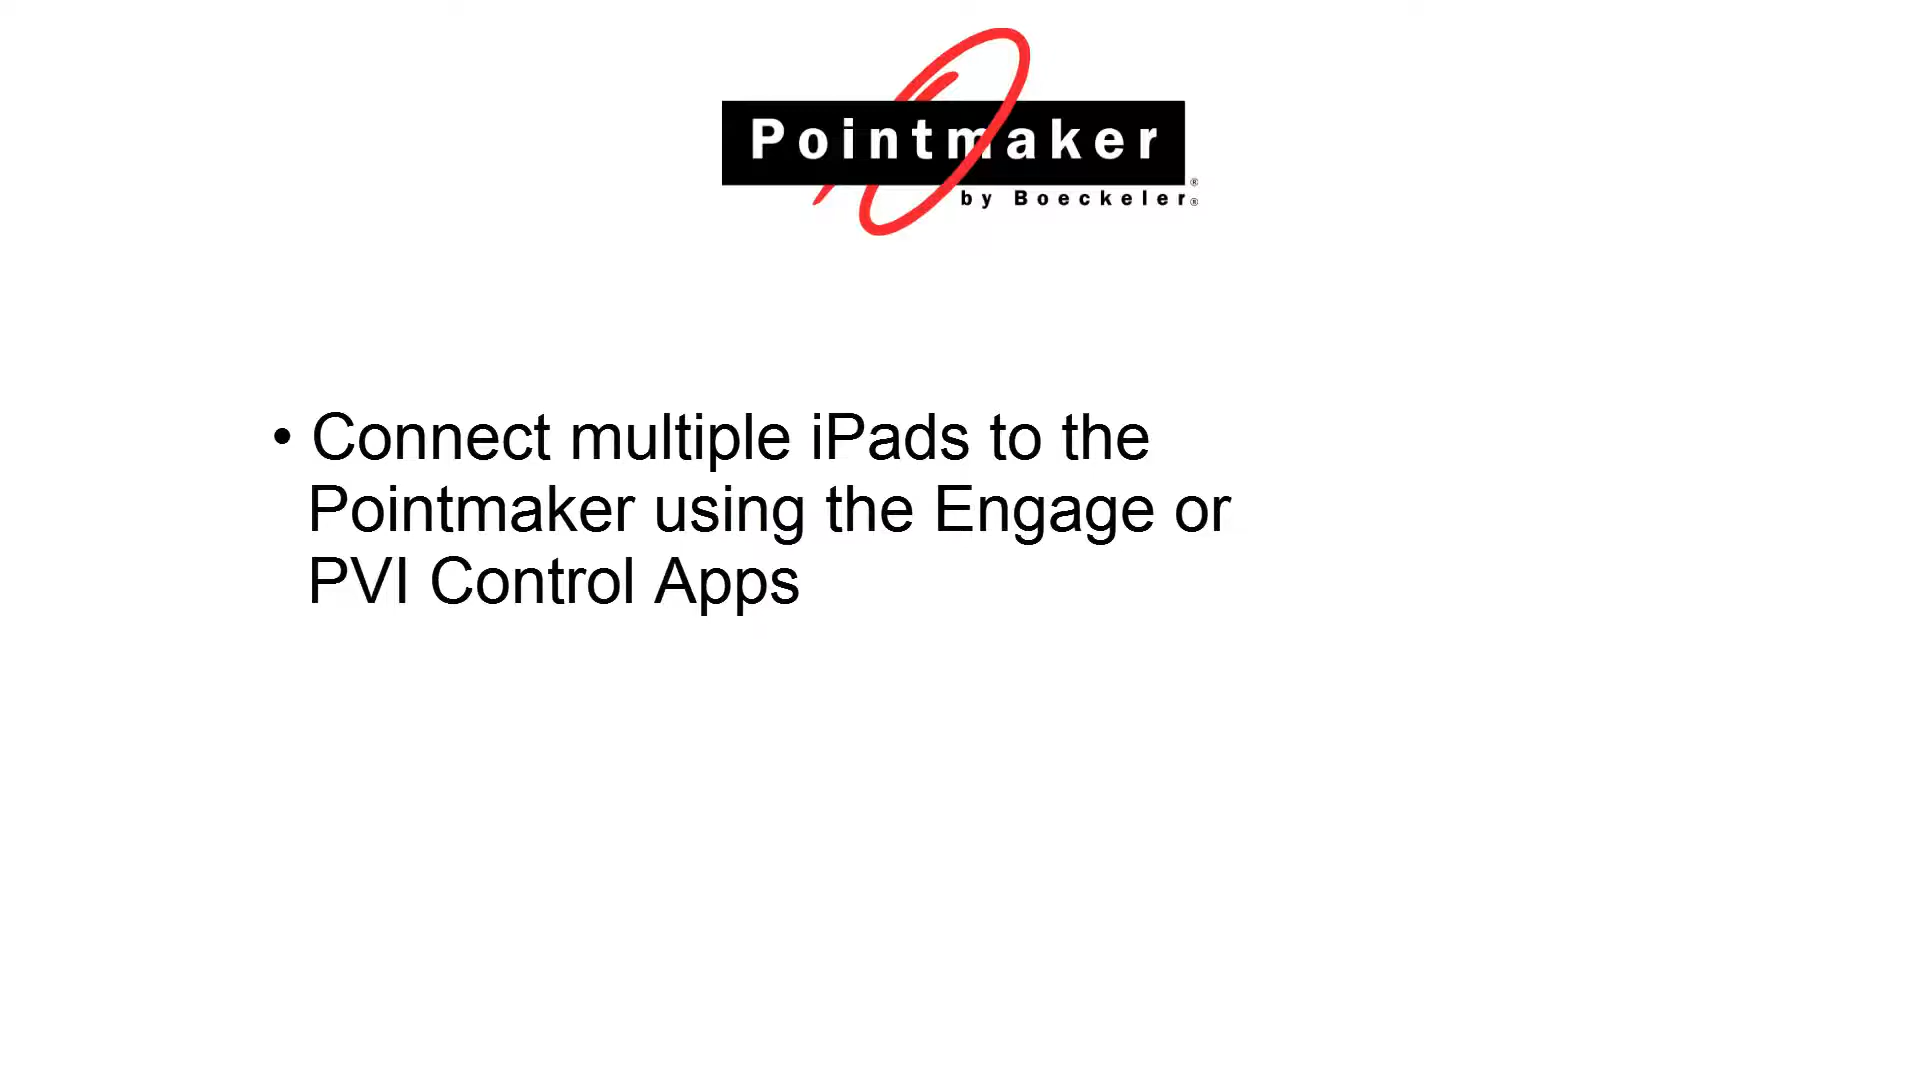 Pointmaker®
by Boeckeler®
• Connect multiple iPads to the
Pointmaker using the Engage or
PVI Control Apps